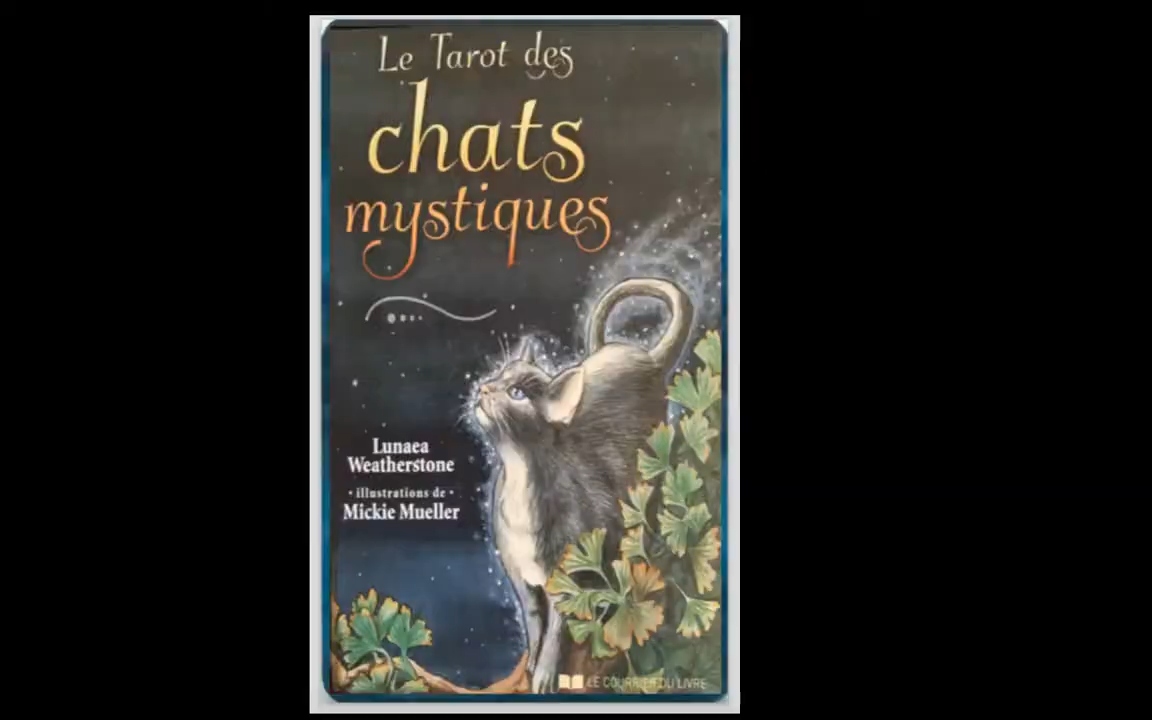 Le Tarot des
chats
mystiques
Lunaea
Weatherstone
• illustrations de •
Mickie Mueller
LE COURRIER DU LIVRE